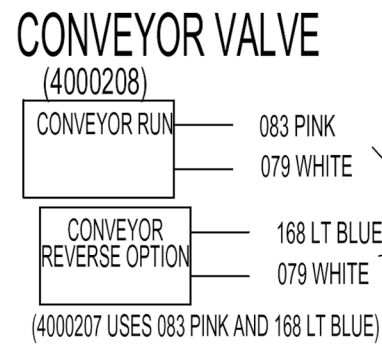 CONVEYOR VALVE
(4000208)
CONVEYOR RUN
083 PINK
079 WHITE
CONVEYOR
REVERSE OPTION
168 LT BLUE
079 WHITE
(4000207 USES 083 PINK AND 168 LT BLUE)